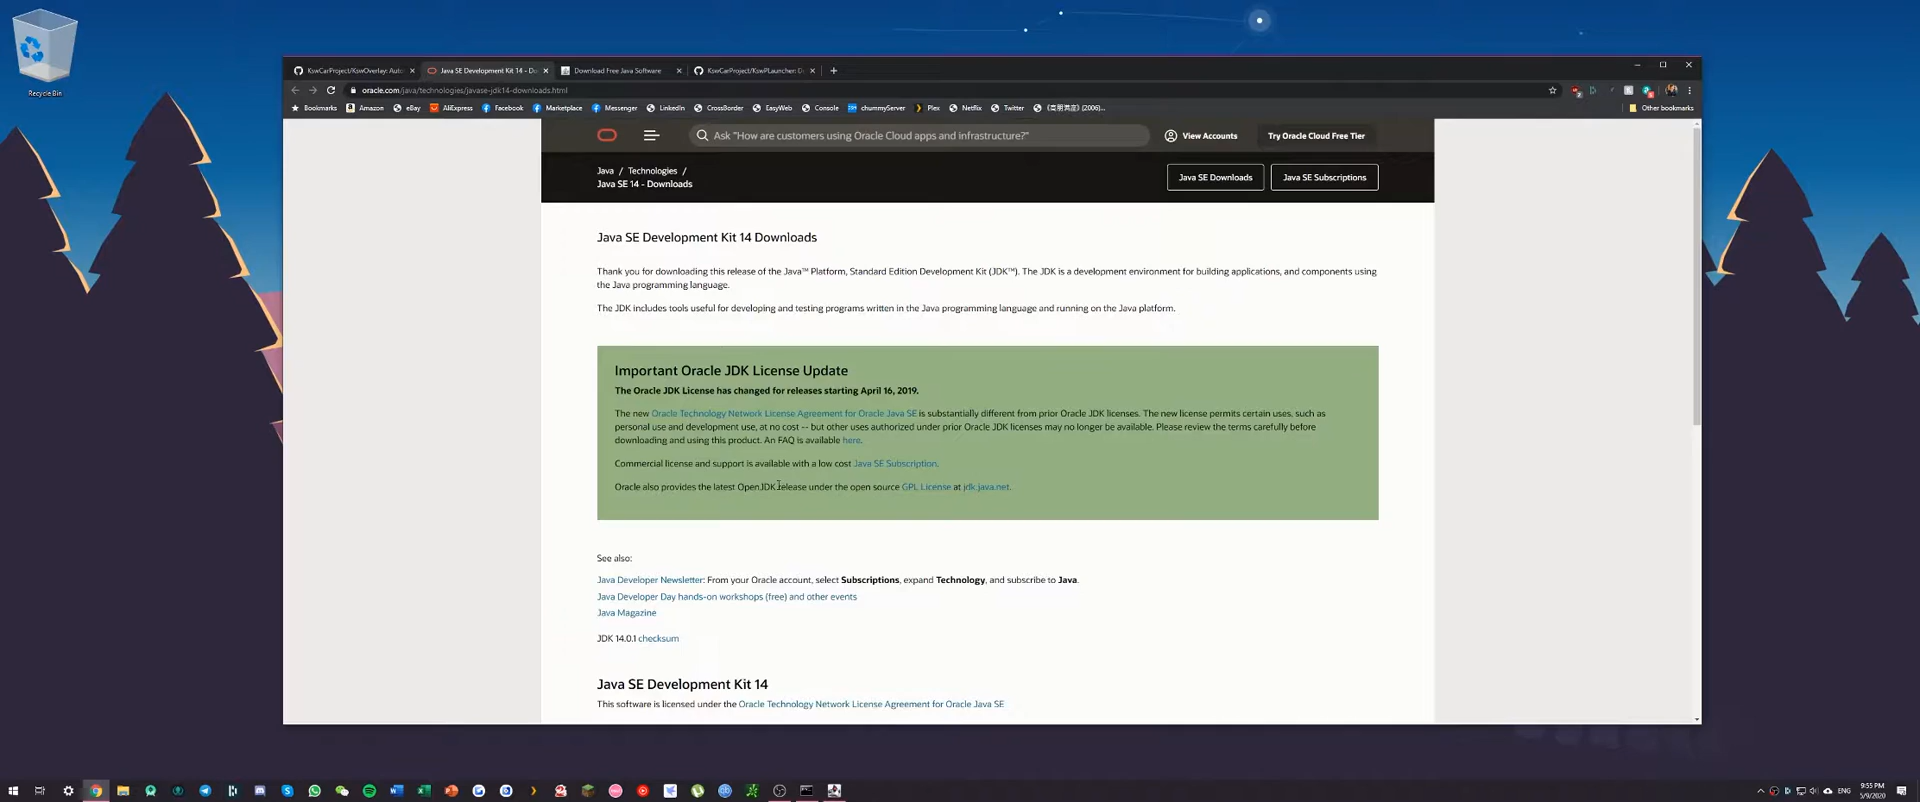 Recycle Bin
KswCarProject/KswOverlay: Auto
Java SE Development Kit 14 - Do
Download Free Java Software
KswCarProject/KswPLauncher: D
oracle.com/java/technologies/javase-jdk14-downloads.html
Bookmarks Amazon eBay AliExpress Facebook Marketplace Messenger LinkedIn CrossBorder EasyWeb Console chummyServer Plex Netflix Twitter (2006)... Other bookmarks
Ask "How are customers using Oracle Cloud apps and infrastructure?"
View Accounts
Try Oracle Cloud Free Tier
Java / Technologies /
Java SE 14 - Downloads
Java SE Downloads
Java SE Subscriptions
Java SE Development Kit 14 Downloads
Thank you for downloading this release of the Java™ Platform, Standard Edition Development Kit (JDK™). The JDK is a development environment for building applications, and components using
the Java programming language.
The JDK includes tools useful for developing and testing programs written in the Java programming language and running on the Java platform.
Important Oracle JDK License Update
The Oracle JDK License has changed for releases starting April 16, 2019.
The new Oracle Technology Network License Agreement for Oracle Java SE is substantially different from prior Oracle JDK licenses. The new license permits certain uses, such as
personal use and development use, at no cost -- but other uses authorized under prior Oracle JDK licenses may no longer be available. Please review the terms carefully before
downloading and using this product. An FAQ is available here.
Commercial license and support is available with a low cost Java SE Subscription.
Oracle also provides the latest OpenJDK release under the open source GPL License at jdk.java.net.
See also:
Java Developer Newsletter: From your Oracle account, select Subscriptions, expand Technology, and subscribe to Java.
Java Developer Day hands-on workshops (free) and other events
Java Magazine
JDK 14.0.1 checksum
Java SE Development Kit 14
This software is licensed under the Oracle Technology Network License Agreement for Oracle Java SE
ENG
9:55 PM
5/9/2020